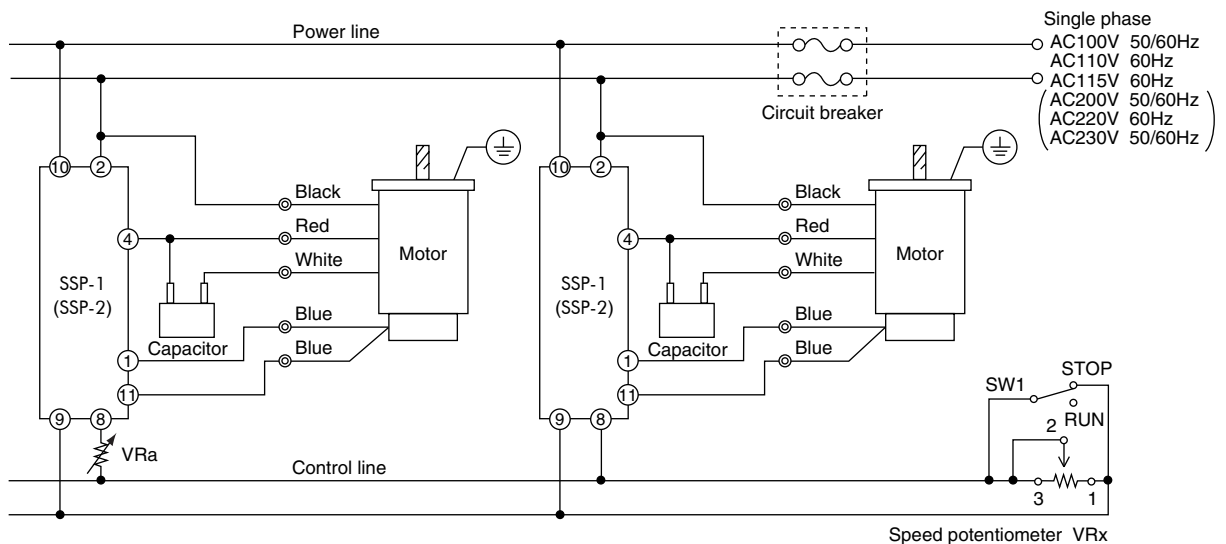 Single phase
Power line
AC100V 50/60Hz
AC110V 60Hz
AC115V 60Hz
AC200V 50/60Hz
AC220V 60Hz
AC230V 50/60Hz
Circuit breaker
10
2
Black
Red
4
White
Motor
SSP-1
(SSP-2)
Capacitor
Blue
1
Blue
11
9
8
VRa
10
2
Black
Red
4
White
Motor
SSP-1
(SSP-2)
Capacitor
Blue
1
Blue
11
9
8
STOP
SW1
RUN
2
Control line
3
1
Speed potentiometer VRx